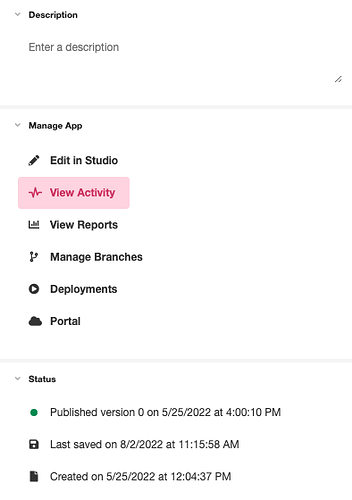 Description
Enter a description
Manage App
Edit in Studio
View Activity
View Reports
Manage Branches
Deployments
Portal
Status
Published version 0 on 5/25/2022 at 4:00:10 PM
Last saved on 8/2/2022 at 11:15:58 AM
Created on 5/25/2022 at 12:04:37 PM